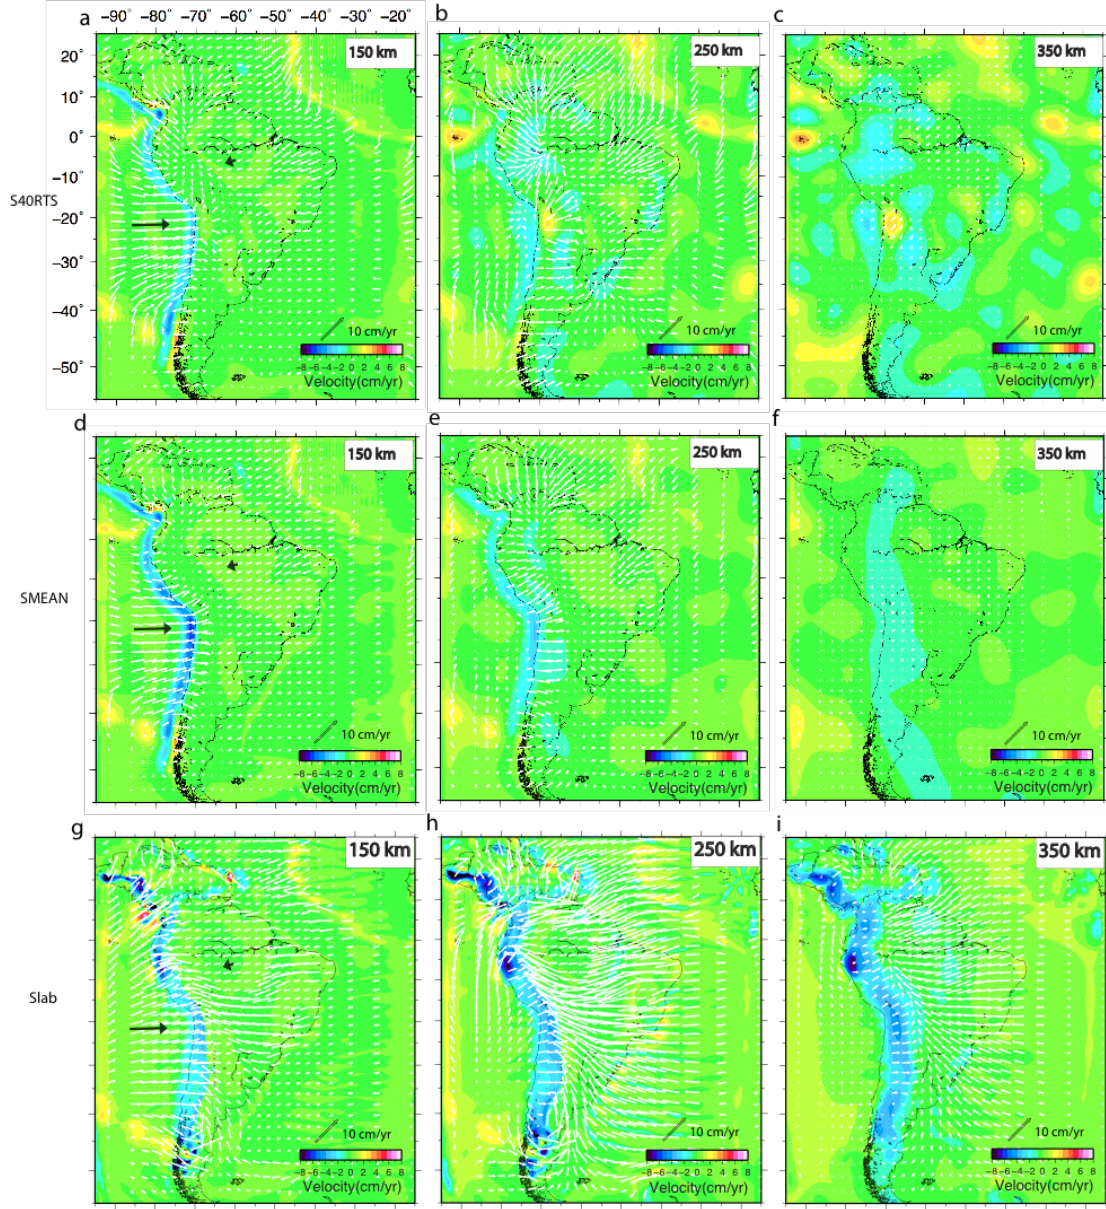 a
−90° −80° −70° −60° −50° −40° −30° −20°
b
c
150 km
250 km
350 km
20°
10°
0°
−10°
−20°
−30°
−40°
−50°
S40RTS
10 cm/yr
−8−6−4−2 0 2 4 6 8
Velocity(cm/yr)
10 cm/yr
−8−6−4−2 0 2 4 6 8
Velocity(cm/yr)
10 cm/yr
−8−6−4−2 0 2 4 6 8
Velocity(cm/yr)
d
e
f
150 km
250 km
350 km
SMEAN
10 cm/yr
−8−6−4−2 0 2 4 6 8
Velocity(cm/yr)
10 cm/yr
−8−6−4−2 0 2 4 6 8
Velocity(cm/yr)
10 cm/yr
−8−6−4−2 0 2 4 6 8
Velocity(cm/yr)
g
h
i
150 km
250 km
350 km
Slab
10 cm/yr
−8−6−4−2 0 2 4 6 8
Velocity(cm/yr)
10 cm/yr
−8−6−4−2 0 2 4 6 8
Velocity(cm/yr)
10 cm/yr
−8−6−4−2 0 2 4 6 8
Velocity(cm/yr)